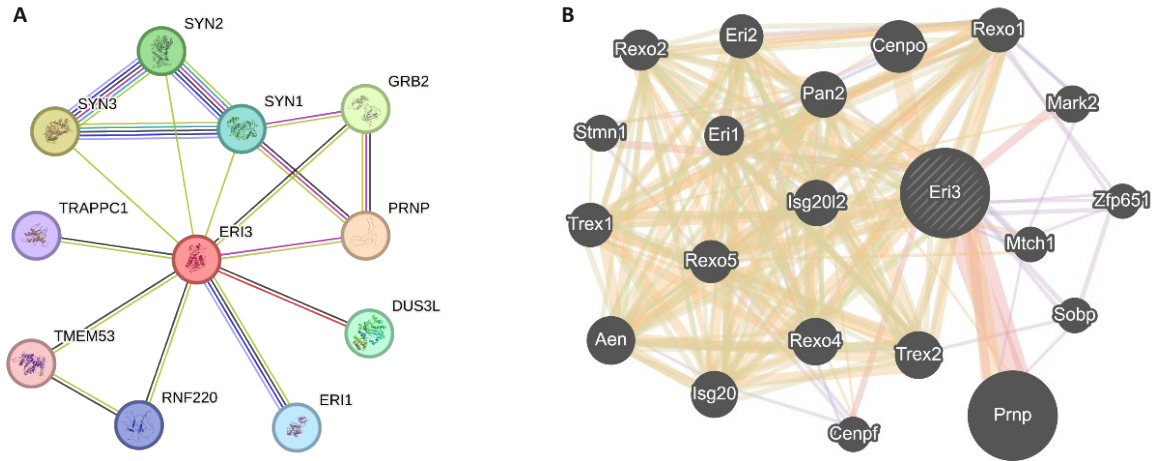 A
SYN2
SYN3
SYN1
GRB2
TRAPPC1
ERI3
PRNP
TMEM53
DUS3L
RNF220
ERI1
B
Rexo2
Eri2
Cenpo
Rexo1
Pan2
Mark2
Stmn1
Eri1
Eri3
Isg20l2
Zfp651
Trex1
Mtch1
Rexo5
Sobp
Aen
Rexo4
Trex2
Isg20
Prnp
Cenpf